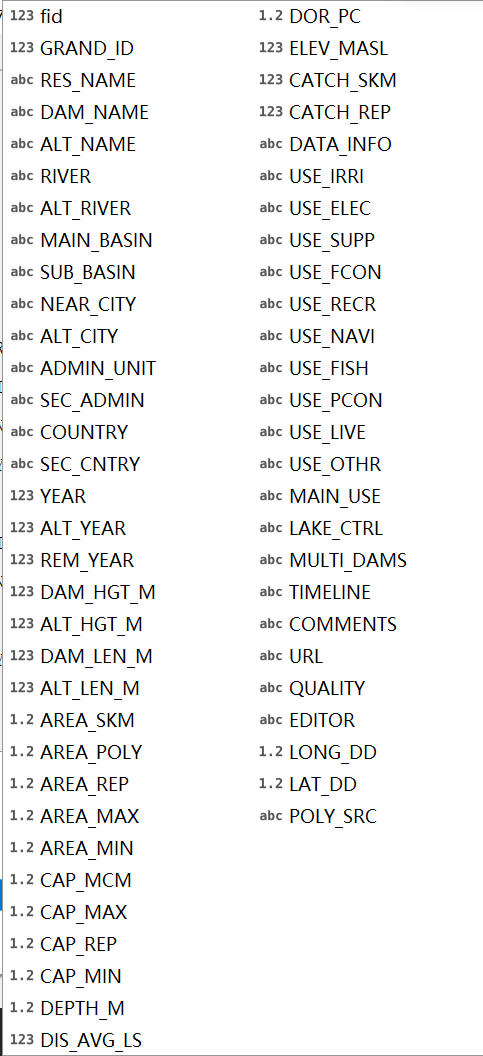 123 fid
123 GRAND_ID
abc RES_NAME
abc DAM_NAME
abc ALT_NAME
abc RIVER
abc ALT_RIVER
abc MAIN_BASIN
abc SUB_BASIN
abc NEAR_CITY
abc ALT_CITY
abc ADMIN_UNIT
abc SEC_ADMIN
abc COUNTRY
abc SEC_CNTRY
123 YEAR
123 ALT_YEAR
123 REM_YEAR
123 DAM_HGT_M
123 ALT_HGT_M
123 DAM_LEN_M
123 ALT_LEN_M
1.2 AREA_SKM
1.2 AREA_POLY
1.2 AREA_REP
1.2 AREA_MAX
1.2 AREA_MIN
1.2 CAP_MCM
1.2 CAP_MAX
1.2 CAP_REP
1.2 CAP_MIN
1.2 DEPTH_M
123 DIS_AVG_LS
1.2 DOR_PC
123 ELEV_MASL
123 CATCH_SKM
123 CATCH_REP
abc DATA_INFO
abc USE_IRRI
abc USE_ELEC
abc USE_SUPP
abc USE_FCON
abc USE_RECR
abc USE_NAVI
abc USE_FISH
abc USE_PCON
abc USE_LIVE
abc USE_OTHR
abc MAIN_USE
abc LAKE_CTRL
abc MULTI_DAMS
abc TIMELINE
abc COMMENTS
abc URL
abc QUALITY
abc EDITOR
1.2 LONG_DD
1.2 LAT_DD
abc POLY_SRC